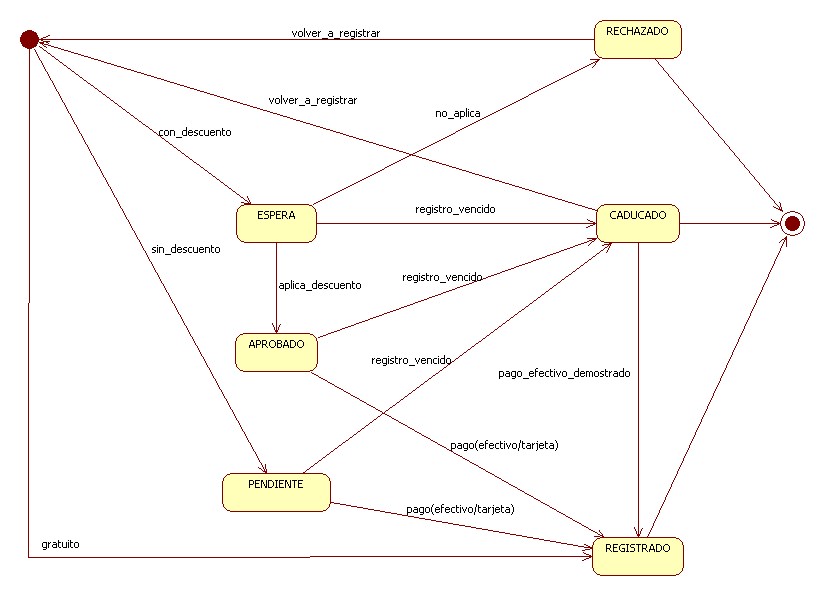 RECHAZADO
volver_a_registrar
volver_a_registrar
no_aplica
con_descuento
registro_vencido
ESPERA
CADUCADO
sin_descuento
registro_vencido
aplica_descuento
APROBADO
registro_vencido
pago_efectivo_demostrado
pago(efectivo/tarjeta)
PENDIENTE
pago(efectivo/tarjeta)
gratuito
REGISTRADO